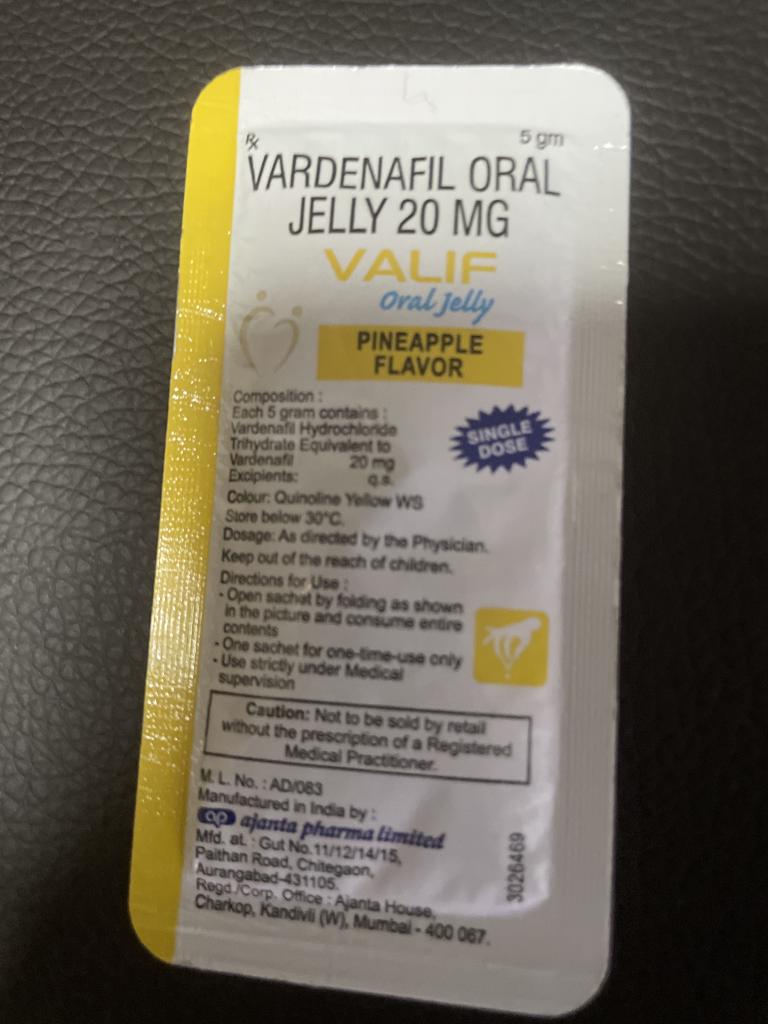 Rx
5 gm
VARDENAFIL ORAL
JELLY 20 MG
VALIF
Oral Jelly
PINEAPPLE
FLAVOR
Composition :
Each 5 gram contains :
Vardenafil Hydrochloride
Trihydrate Equivalent to
Vardenafil 20 mg
Excipients: q.s.
SINGLE
DOSE
Colour: Quinoline Yellow WS
Store below 30°C.
Dosage: As directed by the Physician.
Keep out of the reach of children.
Directions for Use :
- Open sachet by folding as shown
in the picture and consume entire
contents
- One sachet for one-time-use only
- Use strictly under Medical
supervision
Caution: Not to be sold by retail
without the prescription of a Registered
Medical Practitioner.
M. L. No. : AD/083
Manufactured in India by :
ap ajanta pharma limited
Mfd. at. : Gut No.11/12/14/15,
Paithan Road, Chitegaon,
Aurangabad-431105.
Regd./Corp. Office : Ajanta House,
Charkop, Kandivli (W), Mumbai - 400 067.
3026469